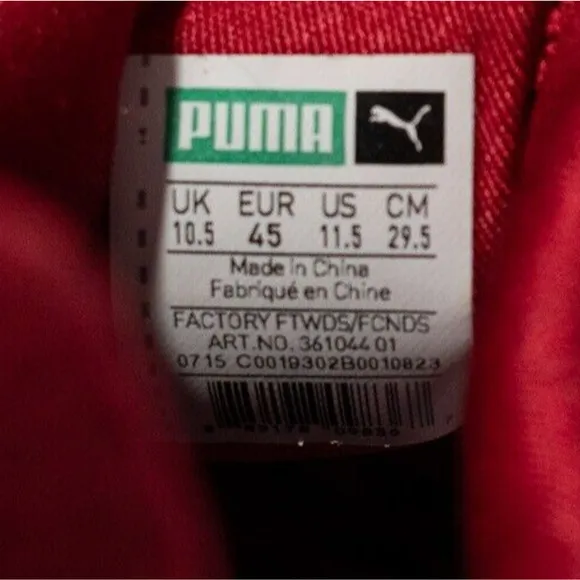 PUMA
UK EUR US CM
10.5 45 11.5 29.5
Made in China
Fabriqué en Chine
FACTORY FTWDS/FCNDS
ART.NO. 361044 01
0715 C0019302B0010823